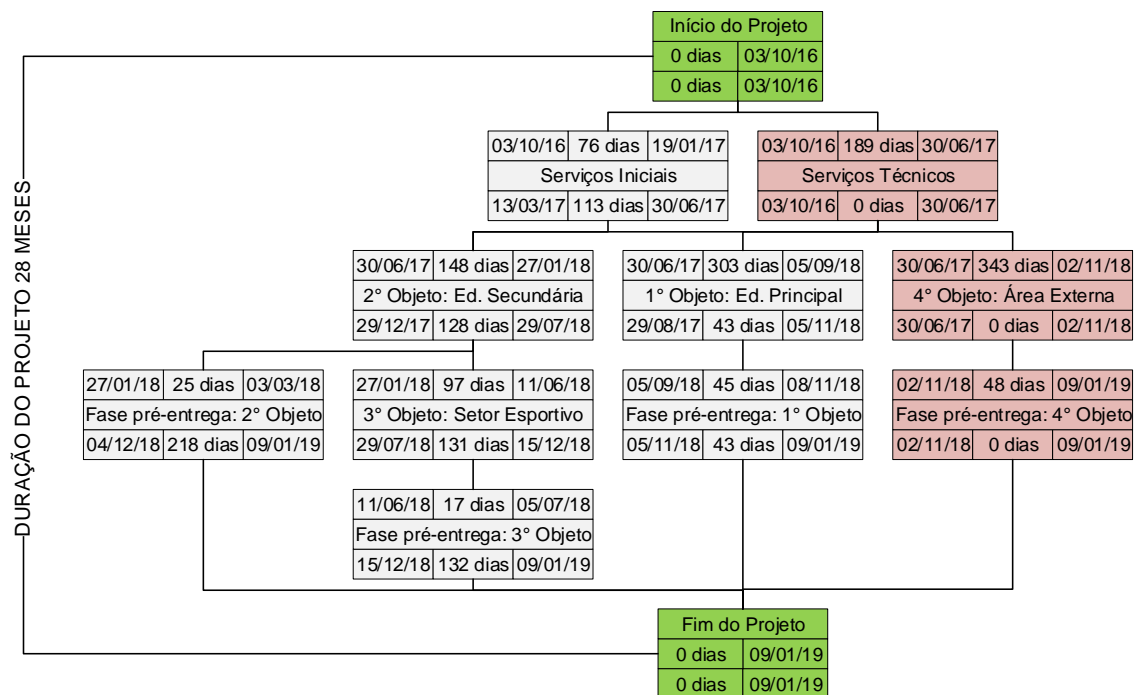 Início do Projeto
0 dias 03/10/16
0 dias 03/10/16
DURAÇÃO DO PROJETO 28 MESES
03/10/16 76 dias 19/01/17
Serviços Iniciais
13/03/17 113 dias 30/06/17
03/10/16 189 dias 30/06/17
Serviços Técnicos
03/10/16 0 dias 30/06/17
30/06/17 148 dias 27/01/18
2° Objeto: Ed. Secundária
29/12/17 128 dias 29/07/18
30/06/17 303 dias 05/09/18
1° Objeto: Ed. Principal
29/08/17 43 dias 05/11/18
30/06/17 343 dias 02/11/18
4° Objeto: Área Externa
30/06/17 0 dias 02/11/18
27/01/18 25 dias 03/03/18
Fase pré-entrega: 2° Objeto
04/12/18 218 dias 09/01/19
27/01/18 97 dias 11/06/18
3° Objeto: Setor Esportivo
29/07/18 131 dias 15/12/18
05/09/18 45 dias 08/11/18
Fase pré-entrega: 1° Objeto
05/11/18 43 dias 09/01/19
02/11/18 48 dias 09/01/19
Fase pré-entrega: 4° Objeto
02/11/18 0 dias 09/01/19
11/06/18 17 dias 05/07/18
Fase pré-entrega: 3° Objeto
15/12/18 132 dias 09/01/19
Fim do Projeto
0 dias 09/01/19
0 dias 09/01/19